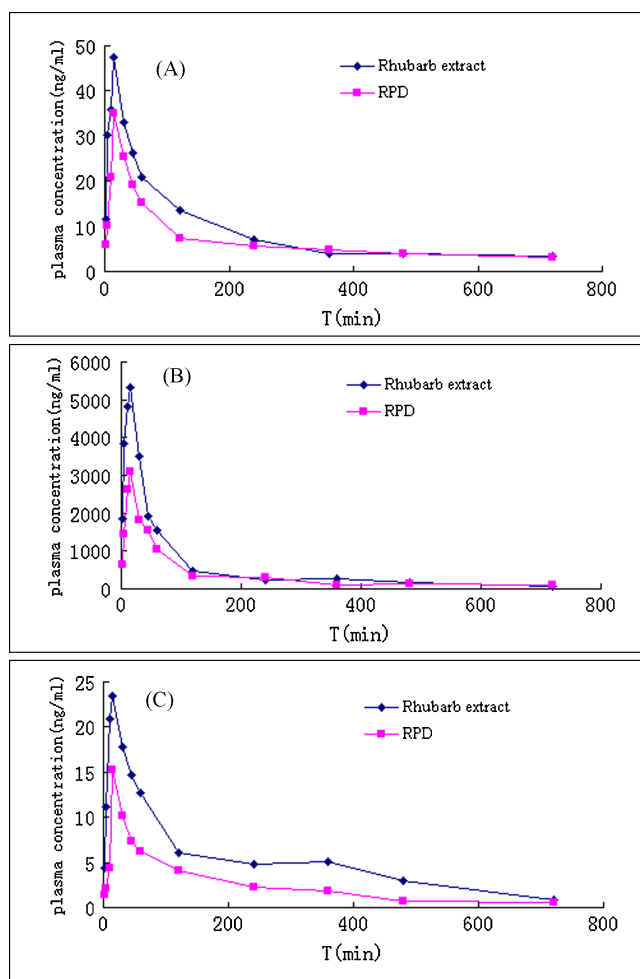 (A)
Rhubarb extract
RPD
plasma concentration(ng/ml)
50
40
30
20
10
0
0 200 400 600 800
T(min)
(B)
Rhubarb extract
RPD
plasma concentration(ng/ml)
6000
5000
4000
3000
2000
1000
0
0 200 400 600 800
T(min)
(C)
Rhubarb extract
RPD
plasma concentration(ng/ml)
25
20
15
10
5
0
0 200 400 600 800
T(min)